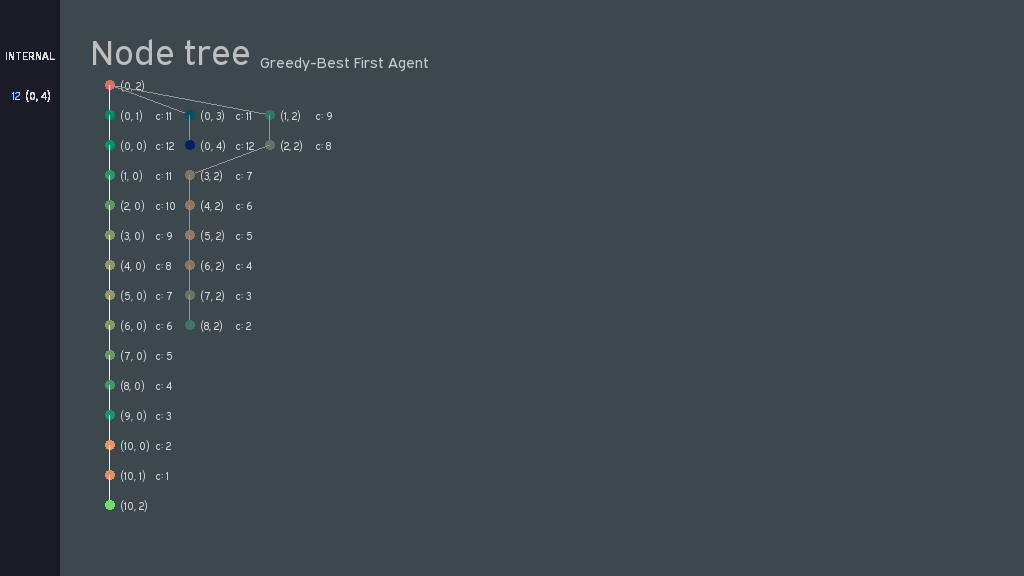 INTERNAL
12 (0, 4)
Node tree Greedy-Best First Agent
(0, 2)
(0, 1) c: 11 (0, 3) c: 11 (1, 2) c: 9
(0, 0) c: 12 (0, 4) c: 12 (2, 2) c: 8
(1, 0) c: 11 (3, 2) c: 7
(2, 0) c: 10 (4, 2) c: 6
(3, 0) c: 9 (5, 2) c: 5
(4, 0) c: 8 (6, 2) c: 4
(5, 0) c: 7 (7, 2) c: 3
(6, 0) c: 6 (8, 2) c: 2
(7, 0) c: 5
(8, 0) c: 4
(9, 0) c: 3
(10, 0) c: 2
(10, 1) c: 1
(10, 2)